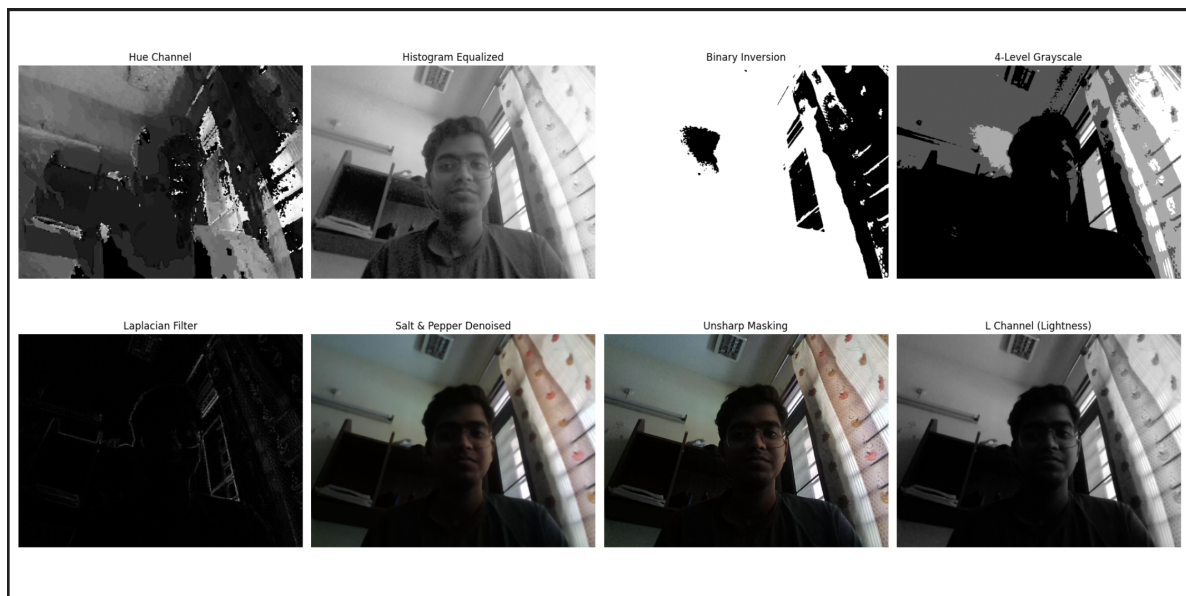 Hue Channel
Histogram Equalized
Binary Inversion
4-Level Grayscale
Laplacian Filter
Salt & Pepper Denoised
Unsharp Masking
L Channel (Lightness)